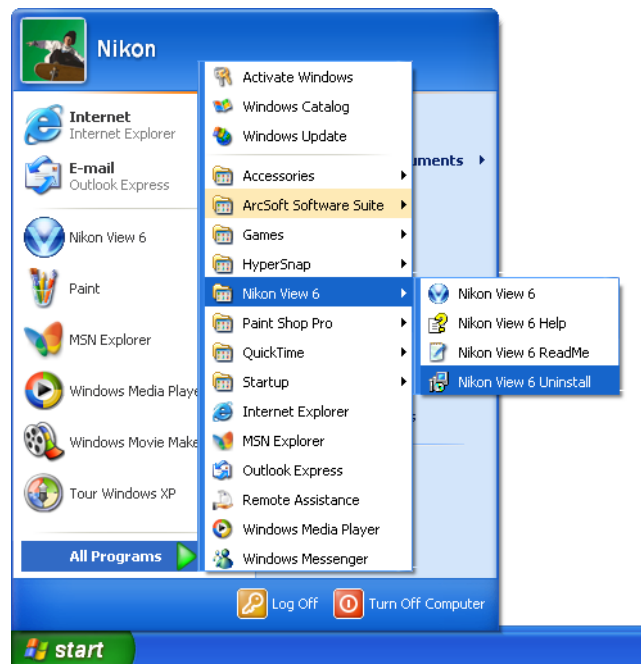 Nikon
Internet
Internet Explorer
E-mail
Outlook Express
Nikon View 6
Paint
MSN Explorer
Windows Media Playe
Windows Movie Make
Tour Windows XP
All Programs
Activate Windows
Windows Catalog
Windows Update
Accessories
ArcSoft Software Suite
Games
HyperSnap
Nikon View 6
Paint Shop Pro
QuickTime
Startup
Internet Explorer
MSN Explorer
Outlook Express
Remote Assistance
Windows Media Player
Windows Messenger
uments
Nikon View 6
Nikon View 6 Help
Nikon View 6 ReadMe
Nikon View 6 Uninstall
s
Log Off
Turn Off Computer
start